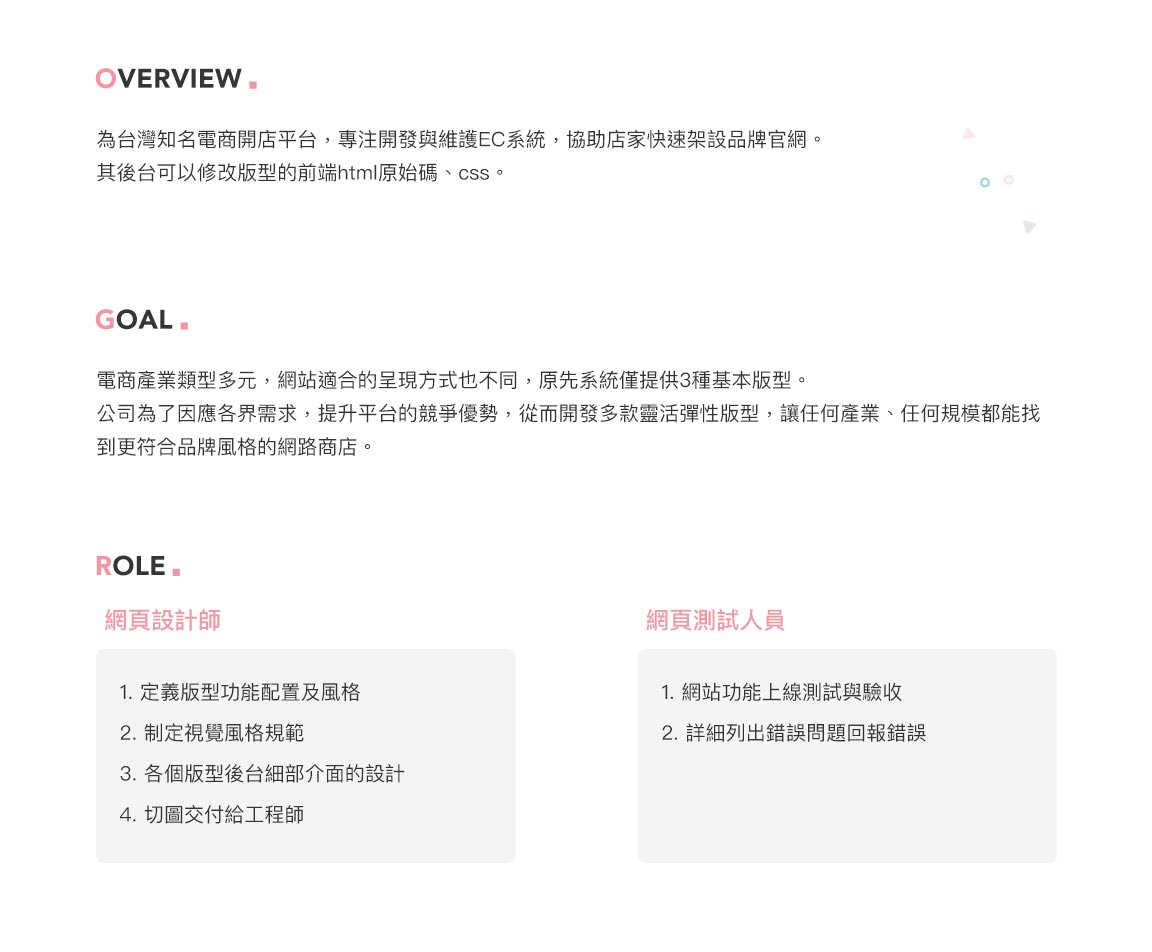 OVERVIEW.
為台灣知名電商開店平台，專注開發與維護EC系統，協助店家快速架設品牌官網。
其後台可以修改版型的前端html原始碼、css。
GOAL.
電商產業類型多元，網站適合的呈現方式也不同，原先系統僅提供3種基本版型。
公司為了因應各界需求，提升平台的競爭優勢，從而開發多款靈活彈性版型，讓任何產業、任何規模都能找
到更符合品牌風格的網路商店。
ROLE.
網頁設計師
1. 定義版型功能配置及風格
2. 制定視覺風格規範
3. 各個版型後台細部介面的設計
4. 切圖交付給工程師
網頁測試人員
1. 網站功能上線測試與驗收
2. 詳細列出錯誤問題回報錯誤